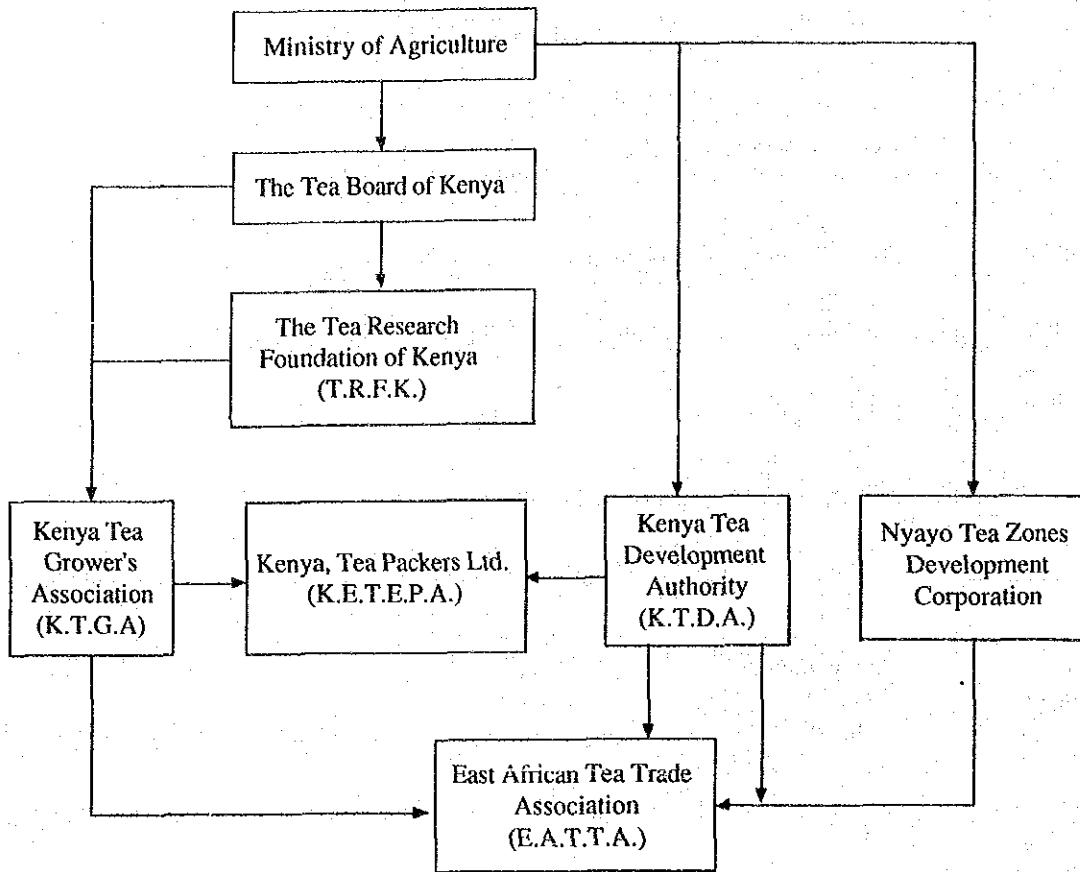 Ministry of Agriculture
The Tea Board of Kenya
The Tea Research
Foundation of Kenya
(T.R.F.K.)
Kenya Tea
Grower's
Association
(K.T.G.A)
Kenya, Tea Packers Ltd.
(K.E.T.E.P.A.)
Kenya Tea
Development
Authority
(K.T.D.A.)
Nyayo Tea Zones
Development
Corporation
East African Tea Trade
Association
(E.A.T.T.A.)